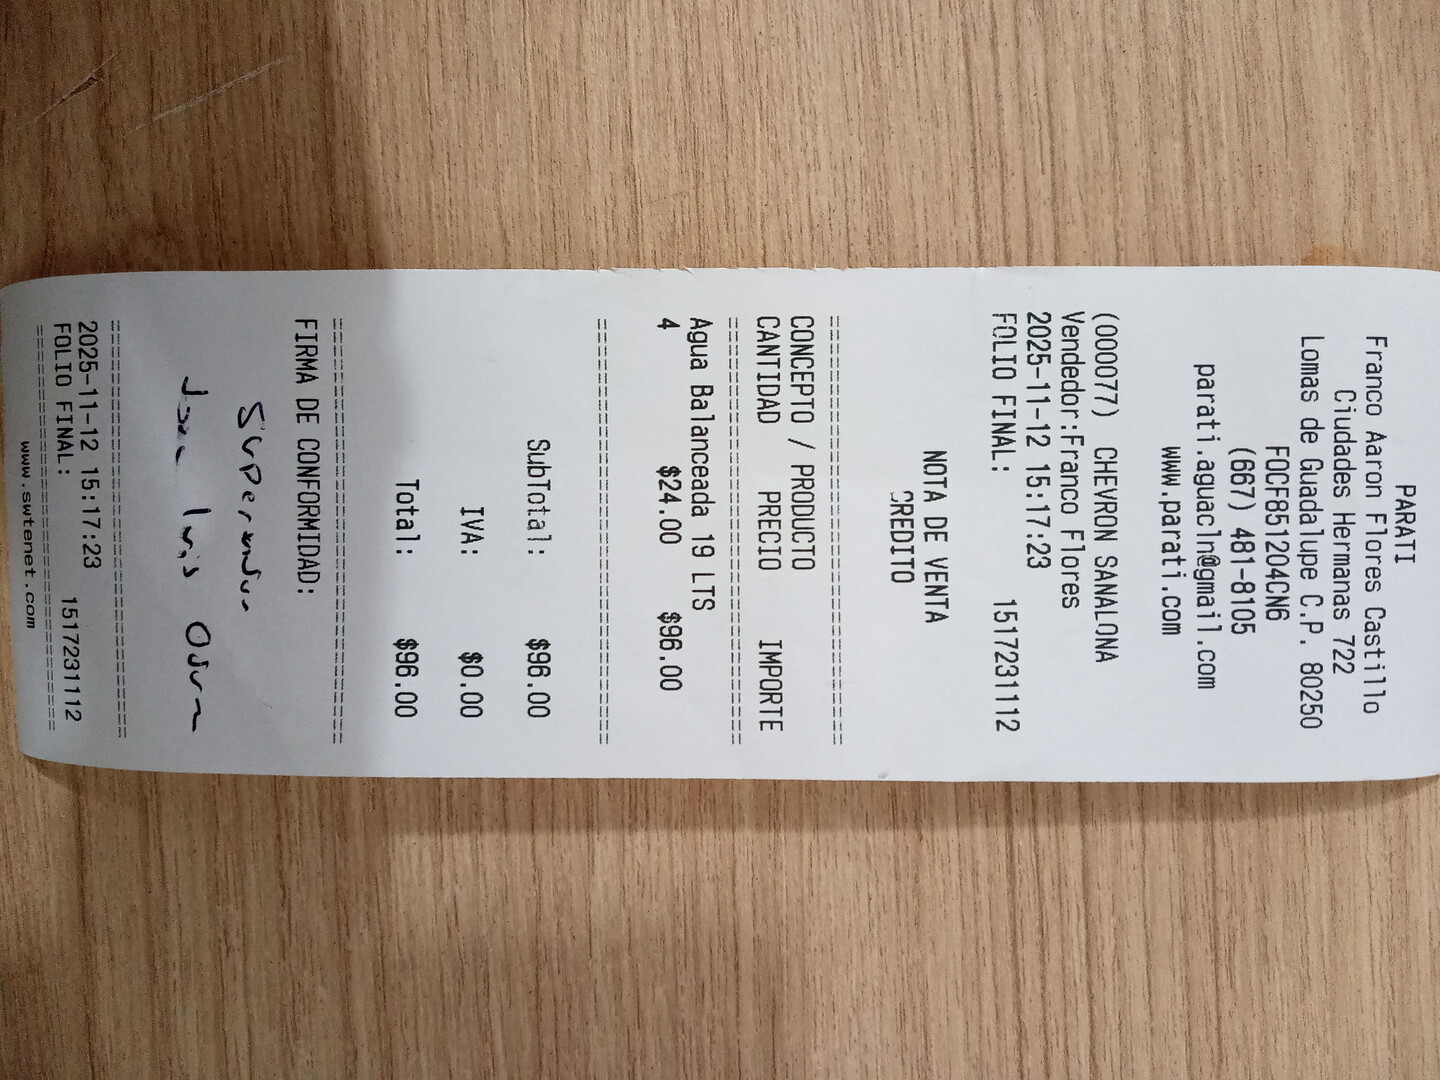 PARATI
Franco Aaron Flores Castillo
Ciudades Hermanas 722
Lomas de Guadalupe C.P. 80250
FOCF851204CN6
(667) 481-8105
parati.aguacln@gmail.com
www.parati.com
(000077) CHEVRON SANALONA
Vendedor:Franco Flores
2025-11-12 15:17:23
FOLIO FINAL: 1517231112
NOTA DE VENTA
CREDITO
==========================================
CONCEPTO / PRODUCTO
CANTIDAD PRECIO IMPORTE
==========================================
Agua Balanceada 19 LTS
4 $24.00 $96.00
==========================================
SubTotal: $96.00
IVA: $0.00
Total: $96.00
==========================================
FIRMA DE CONFORMIDAD:
Luis Osuna
==========================================
2025-11-12 15:17:23
FOLIO FINAL: 1517231112
==========================================
www.swtenet.com